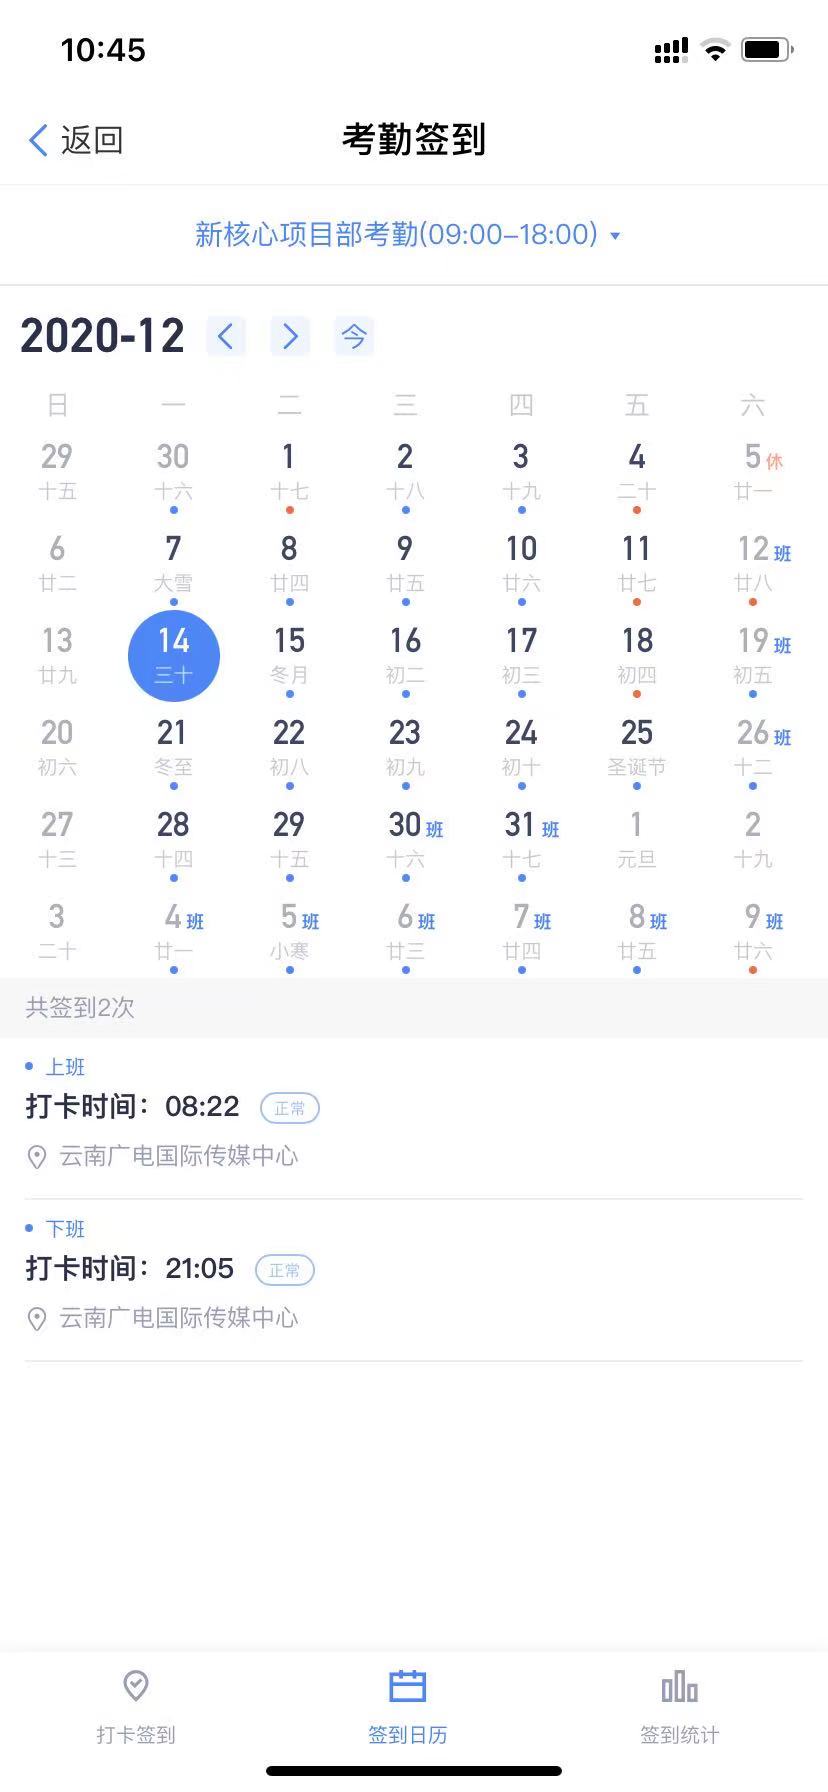 10:45
返回
考勤签到
新核心项目部考勤(09:00-18:00)
2020-12 今
日 一 二 三 四 五 六
29 30 1 2 3 4 5休
十五 十六 十七 十八 十九 二十 廿一
6 7 8 9 10 11 12班
廿二 大雪 廿四 廿五 廿六 廿七 廿八
13 14 15 16 17 18 19班
廿九 三十 冬月 初二 初三 初四 初五
20 21 22 23 24 25 26班
初六 冬至 初八 初九 初十 圣诞节 十二
27 28 29 30班 31班 1 2
十三 十四 十五 十六 十七 元旦 十九
3 4班 5班 6班 7班 8班 9班
二十 廿一 小寒 廿三 廿四 廿五 廿六
共签到2次
上班
打卡时间：08:22 正常
云南广电国际传媒中心
下班
打卡时间：21:05 正常
云南广电国际传媒中心
打卡签到 签到日历 签到统计